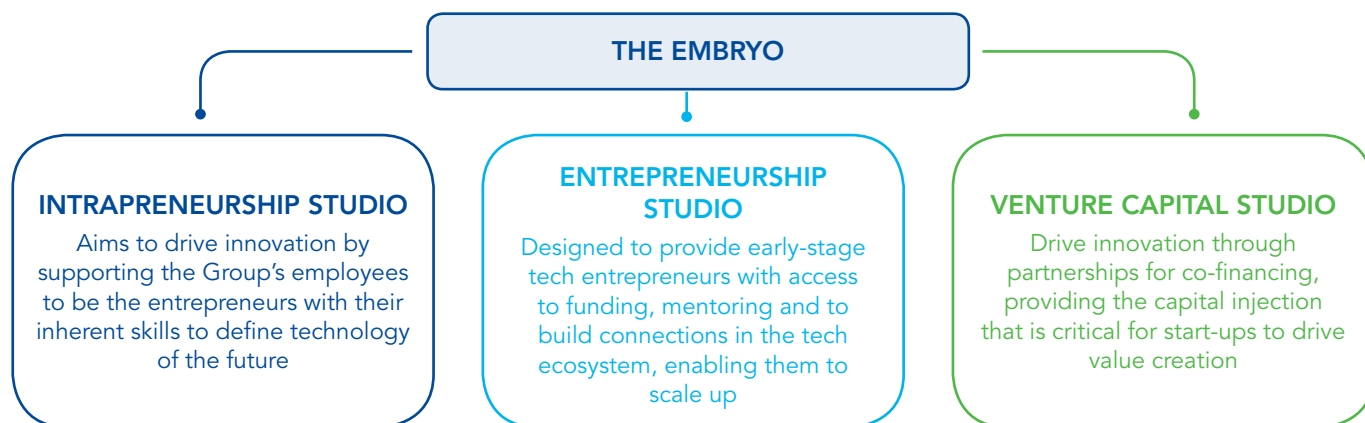 THE EMBRYO
INTRAPRENEURSHIP STUDIO
Aims to drive innovation by
supporting the Group's employees
to be the entrepreneurs with their
inherent skills to define technology
of the future
ENTREPRENEURSHIP
STUDIO
Designed to provide early-stage
tech entrepreneurs with access
to funding, mentoring and to
build connections in the tech
ecosystem, enabling them to
scale up
VENTURE CAPITAL STUDIO
Drive innovation through
partnerships for co-financing,
providing the capital injection
that is critical for start-ups to drive
value creation